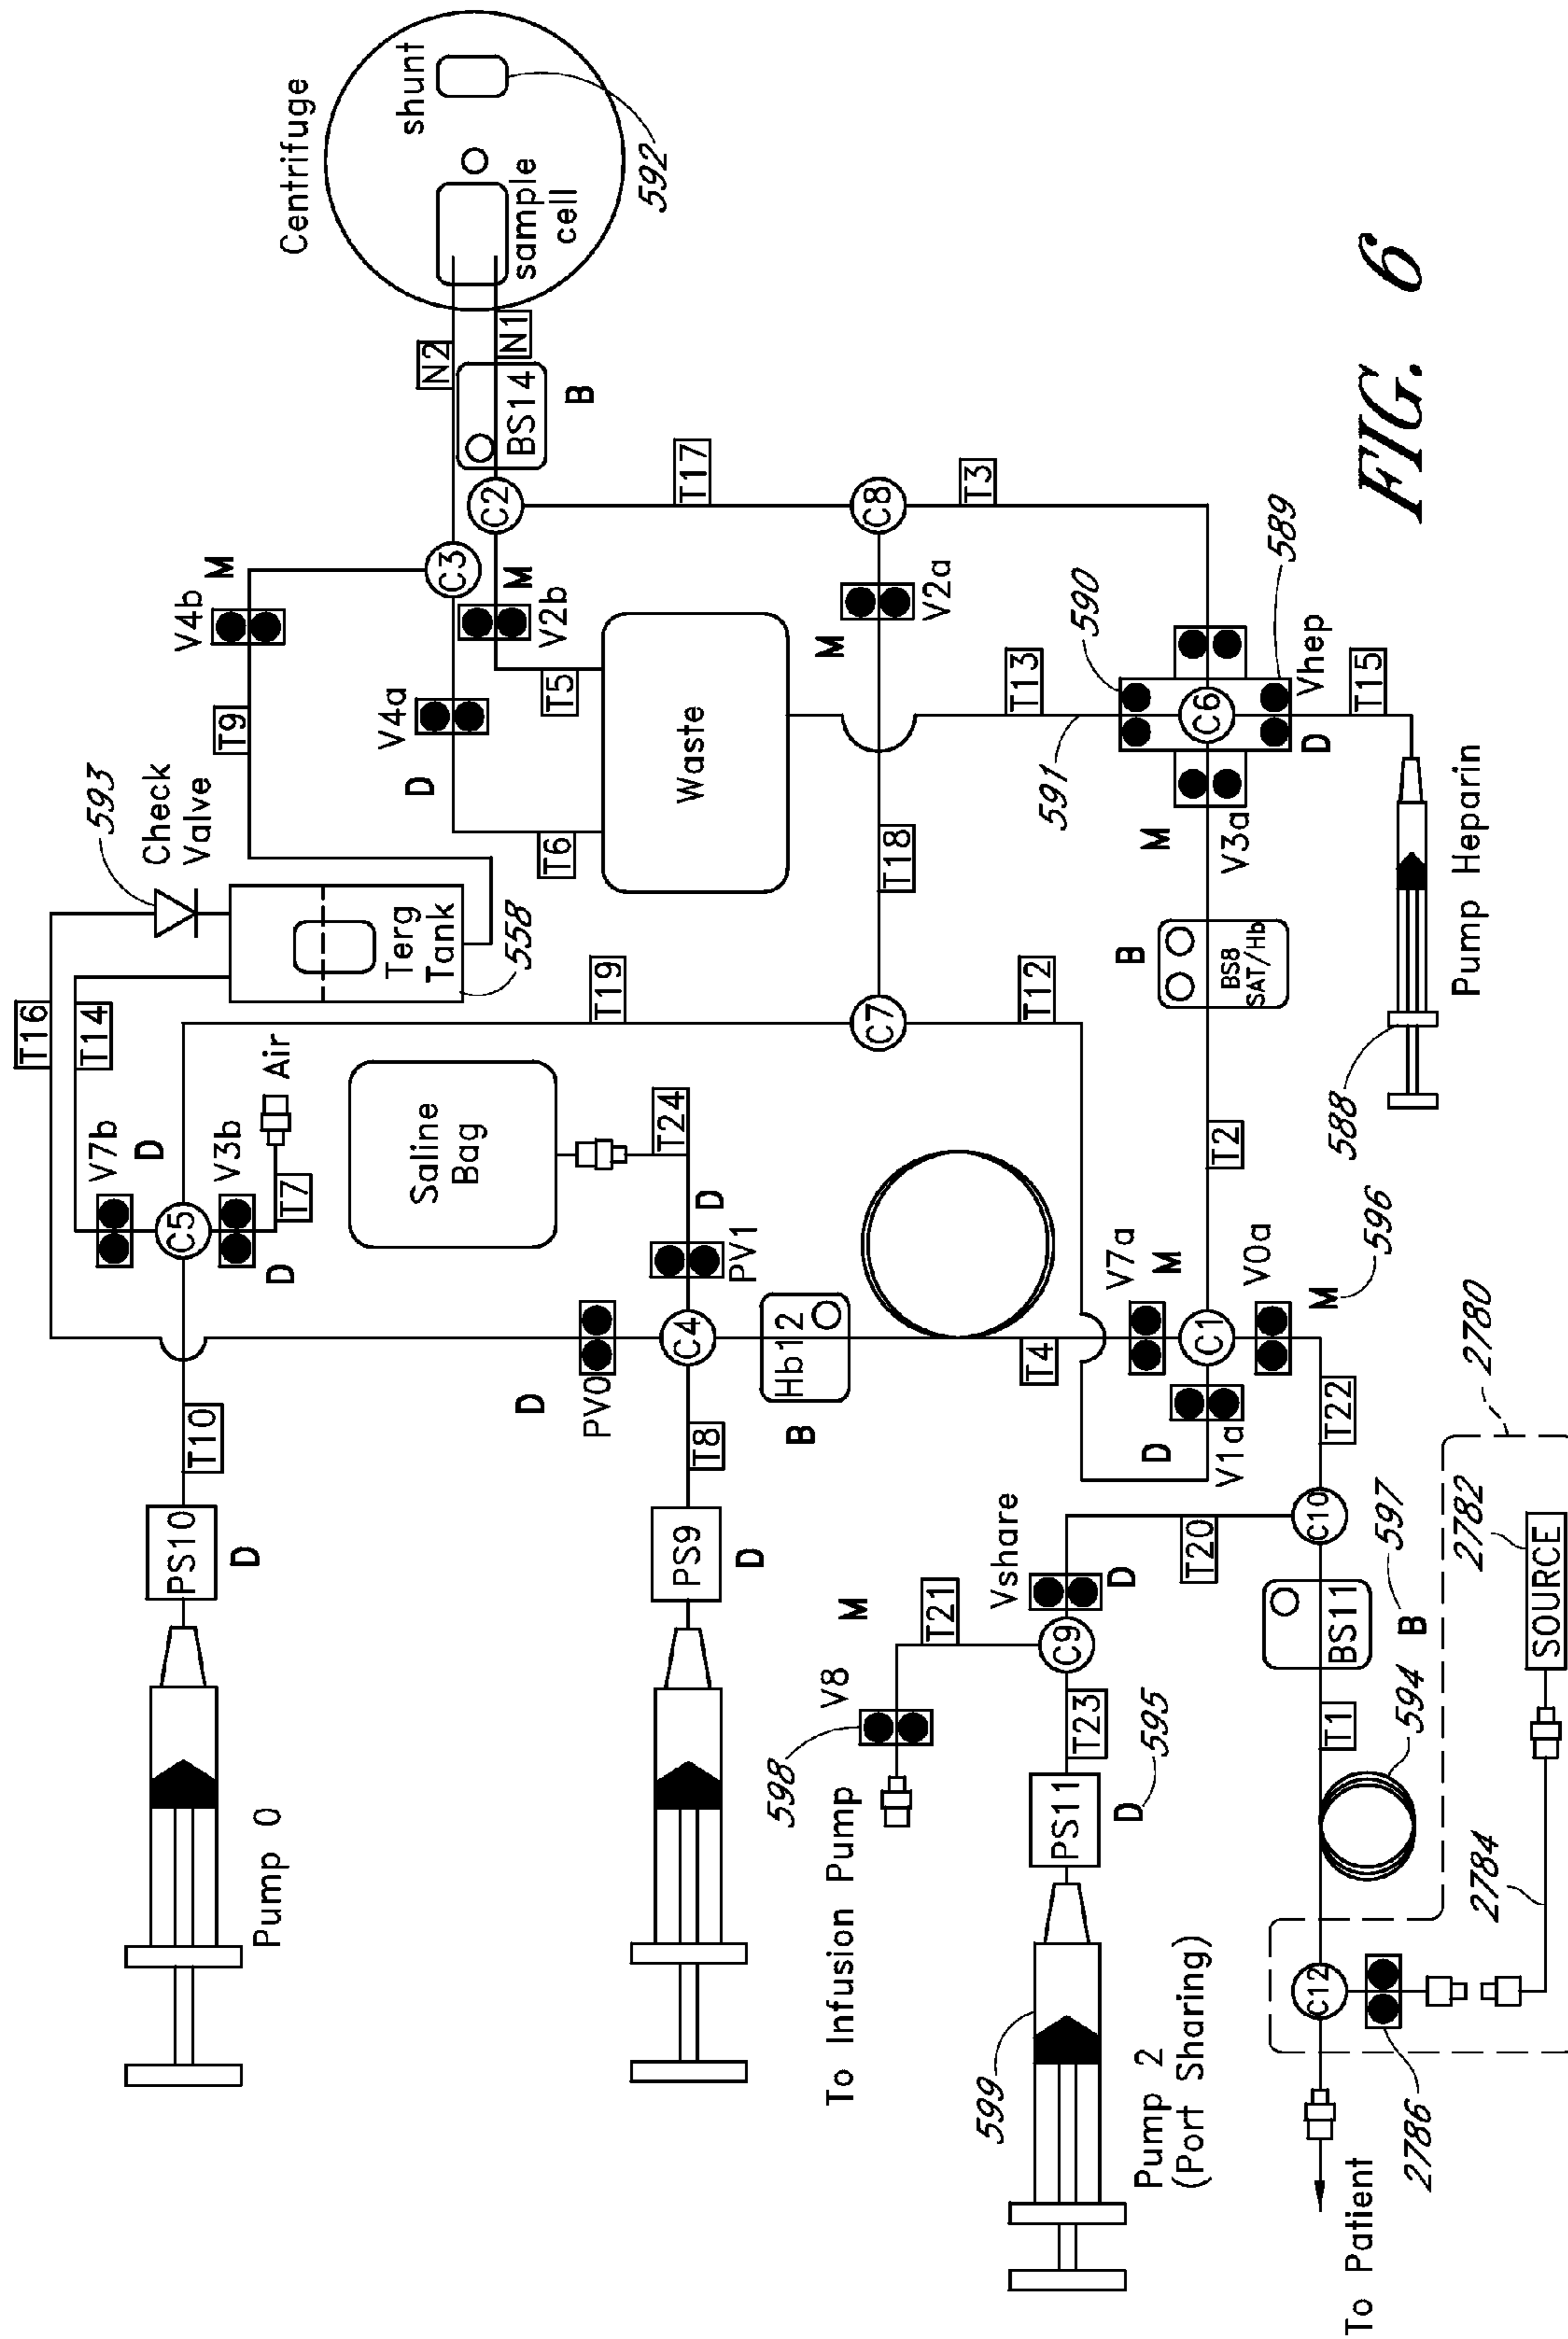 Centrifuge
shunt
sample
cell
592
N2
N1
BS14
B
C2
C3
T17
C8
T3
V4b
M
T9
V4a
D
M
V2b
T5
T6
Waste
M
V2a
T18
T13
590
589
591
C6
Vhep
D
T15
M
V3a
B
BS8
SAT/Hb
Pump Heparin
588
593
Check
Valve
Terg
Tank
558
T16
T14
T19
C7
T12
V7b
D
C5
V3b
D
T7
Air
Saline
Bag
T24
D
PV1
C4
PV0
D
Hb12
B
T4
T2
V7a
M
C1
V0a
M
596
D
V1a
T22
T10
T8
PS10
D
Pump 0
PS9
D
To Infusion Pump
598
V8
M
T21
Vshare
D
C9
T23
T20
C10
PS11
D
595
599
Pump 2
(Port Sharing)
BS11
B
597
T1
594
C12
To Patient
2786
2784
SOURCE
2782
2780
FIG. 6